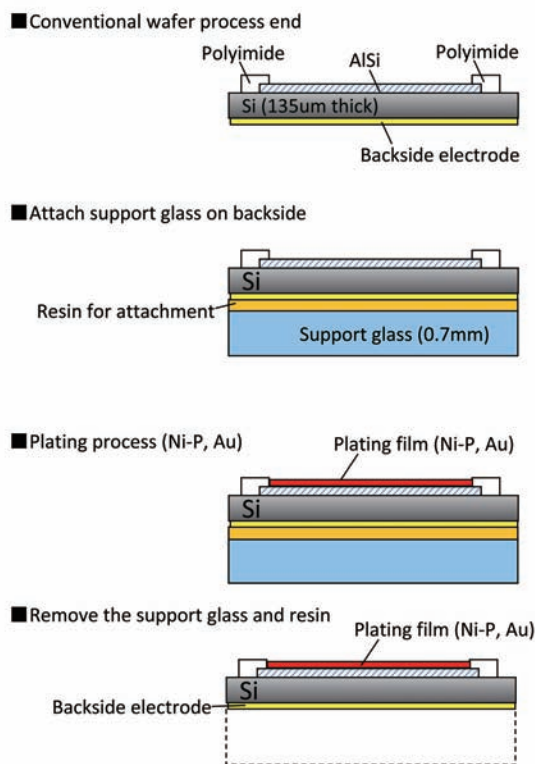 ■Conventional wafer process end
Polyimide
AlSi
Polyimide
Si (135um thick)
Backside electrode
■Attach support glass on backside
Si
Resin for attachment
Support glass (0.7mm)
■Plating process (Ni-P, Au)
Plating film (Ni-P, Au)
Si
■Remove the support glass and resin
Plating film (Ni-P, Au)
Si
Backside electrode